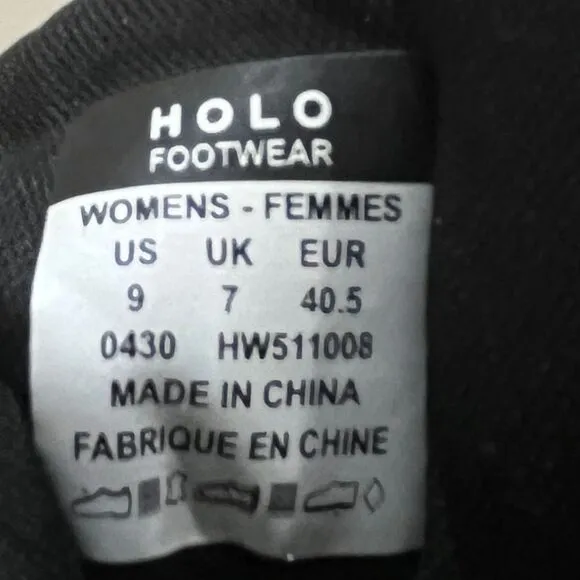 HOLO
FOOTWEAR
WOMENS - FEMMES
US UK EUR
9 7 40.5
0430 HW511008
MADE IN CHINA
FABRIQUE EN CHINE